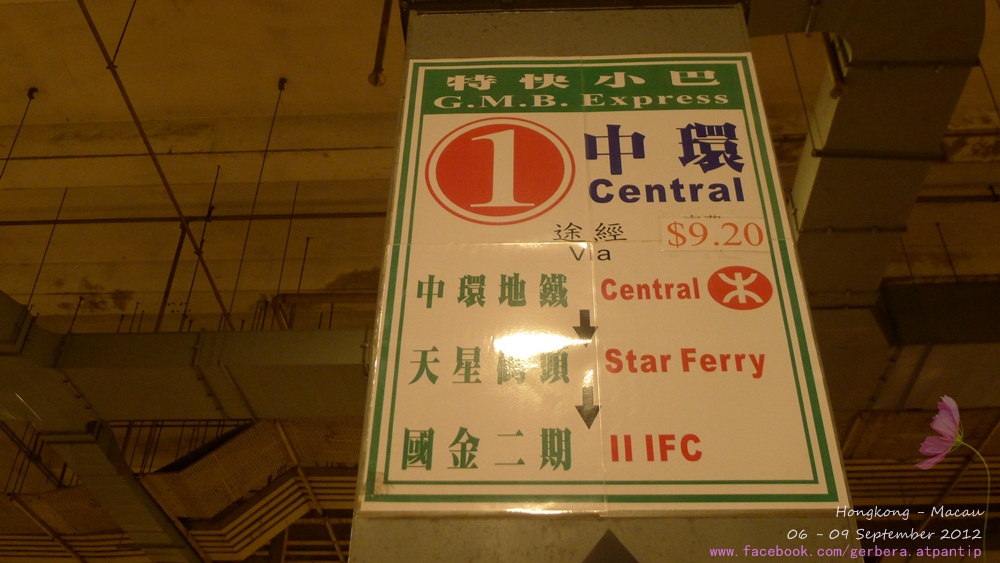 特快小巴
G.M.B. Express
1 中環
Central
途經 $9.20
Via
中環地鐵 Central
天星碼頭 Star Ferry
國金二期 II IFC
Hongkong - Macau
06 - 09 September 2012
www.facebook.com/gerbera.atpantip